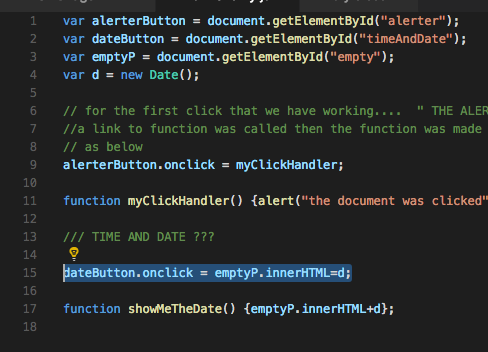 1 var alerterButton = document.getElementById("alerter");
2 var dateButton = document.getElementById("timeAndDate");
3 var emptyP = document.getElementById("empty");
4 var d = new Date();
5
6 // for the first click that we have working.... " THE ALER
7 //a link to function was called then the function was made
8 // as below
9 alerterButton.onclick = myClickHandler;
10
11 function myClickHandler() {alert("the document was clicked"
12
13 /// TIME AND DATE ???
14
15 dateButton.onclick = emptyP.innerHTML=d;
16
17 function showMeTheDate() {emptyP.innerHTML+d};
18